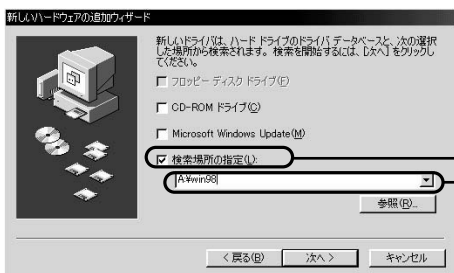 新しいハードウェアの追加ウィザード
新しいドライバは、ハード ドライブのドライバ データベースと、次の選択
した場所から検索されます。検索を開始するには、[次へ] をクリックし
てください。
フロッピー ディスク ドライブ(F)
CD-ROM ドライブ(C)
Microsoft Windows Update(M)
検索場所の指定(L):
A:¥win98
参照(R)...
< 戻る(B)
次へ >
キャンセル